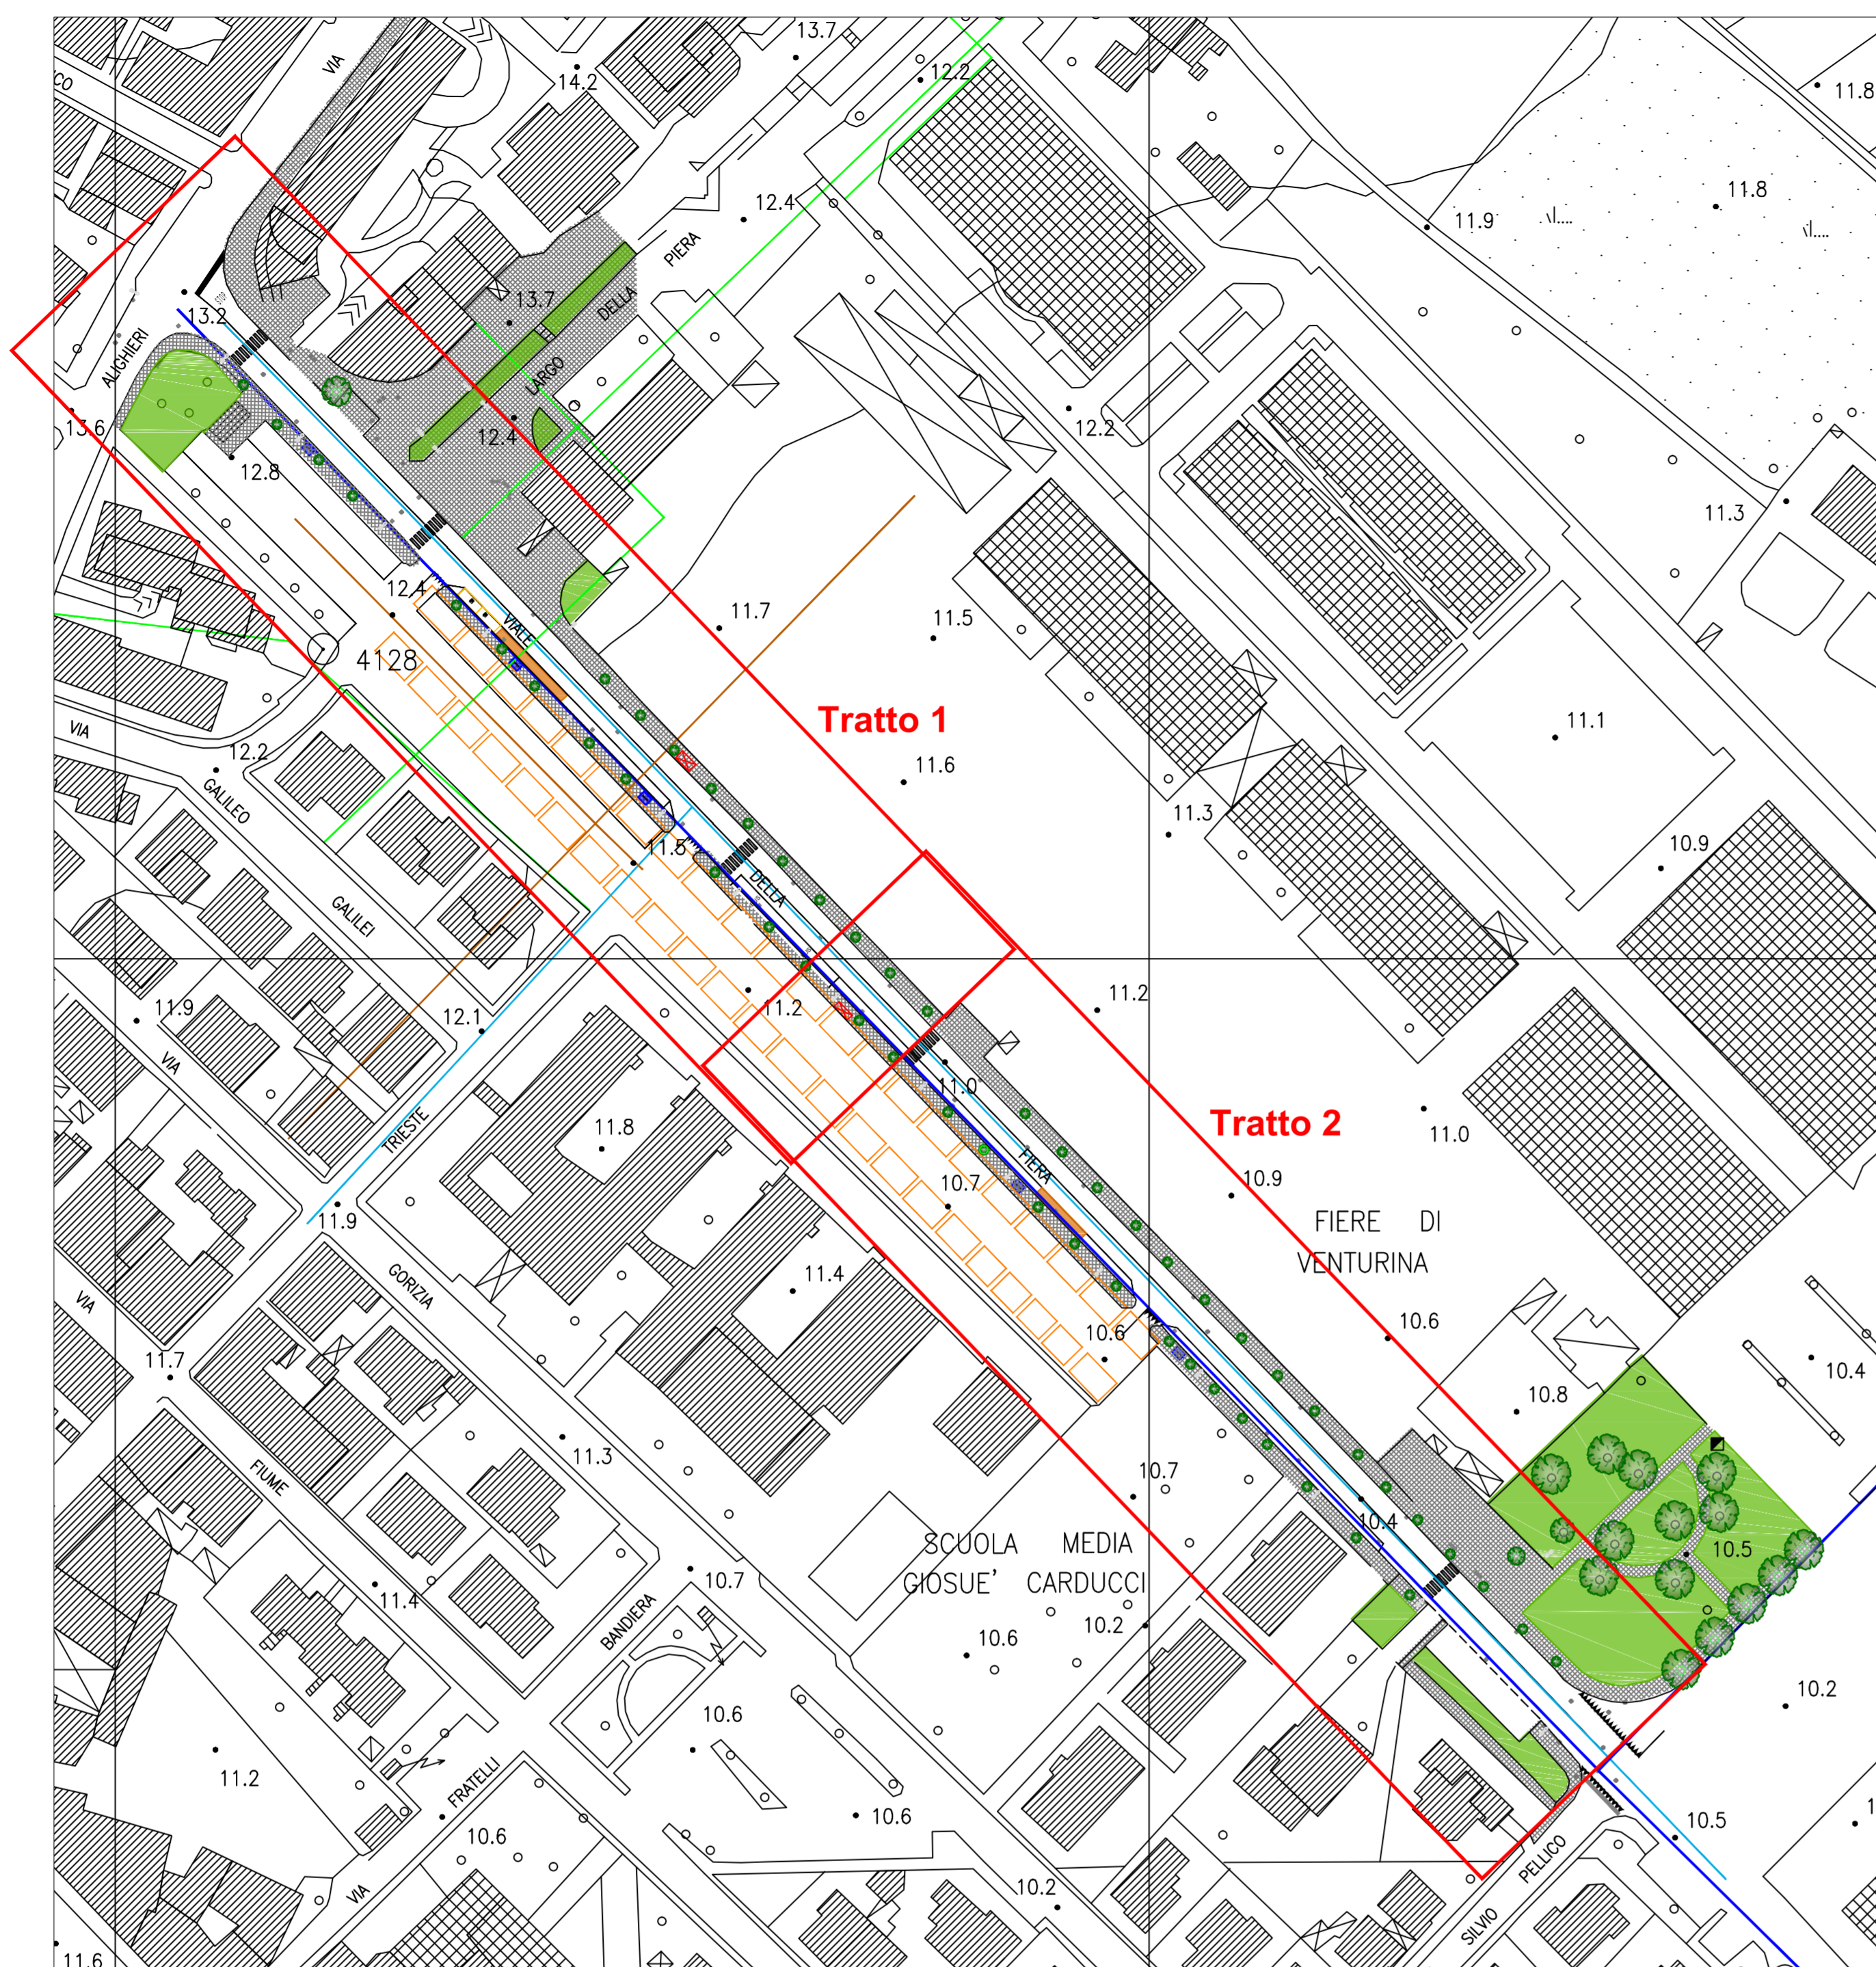 13.7
VIA
14.2
12.2
11.8
CO
12.4
11.8
11.9
PIERA
13.7
DELLA
13.2
ALIGHIERI
LARGO
13.6
12.4
12.2
12.8
11.3
12.4
VIALE
11.7
11.5
4128
Tratto 1
11.1
VIA
12.2
11.6
GALILEO
11.3
11.5
10.9
DELLA
GALILEI
11.9
11.2
11.2
12.1
VIA
11.0
TRIESTE
11.8
Tratto 2
11.0
FIERA
10.7
10.9
11.9
FIERE DI
VENTURINA
GORIZIA
11.4
VIA
10.6
10.6
11.7
10.4
10.8
11.3
FIUME
10.7
10.4
SCUOLA MEDIA
GIOSUE' CARDUCCI
10.5
10.7
11.4
BANDIERA
10.2
10.6
10.2
10.6
11.2
FRATELLI
10.6
10.5
10.6
VIA
PELLICO
10.2
SILVIO
11.6